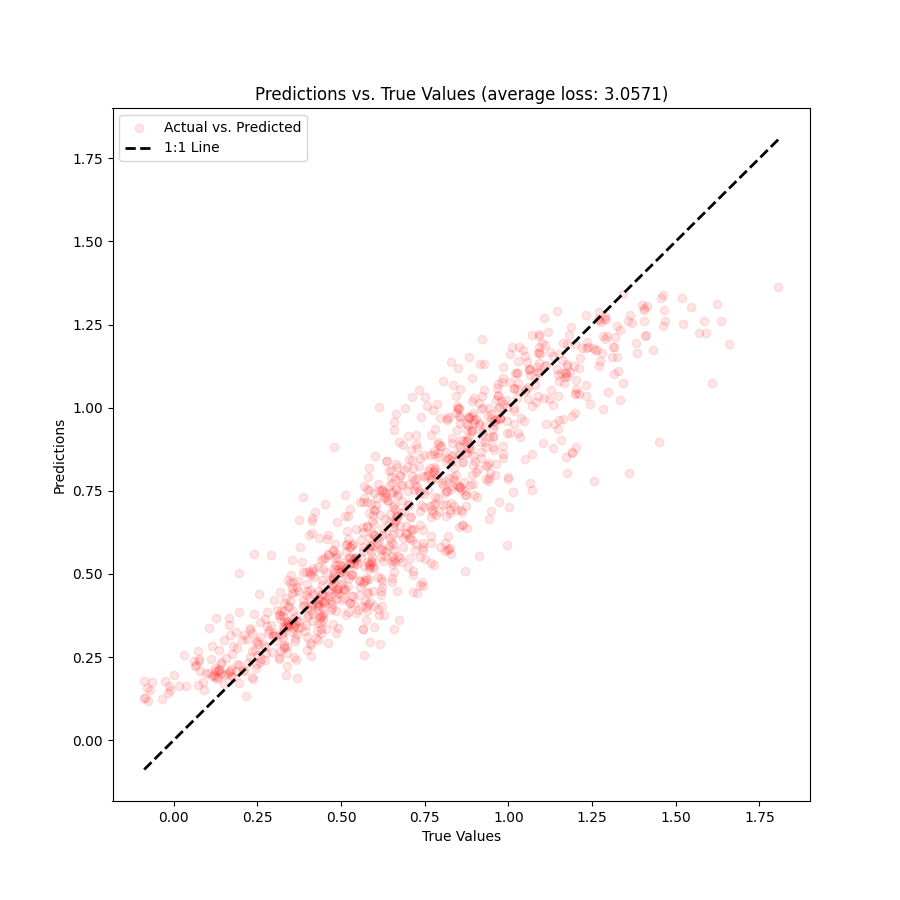 Predictions vs. True Values (average loss: 3.0571)
Actual vs. Predicted
1:1 Line
1.75
1.50
1.25
1.00
0.75
0.50
0.25
0.00
Predictions
0.00 0.25 0.50 0.75 1.00 1.25 1.50 1.75
True Values